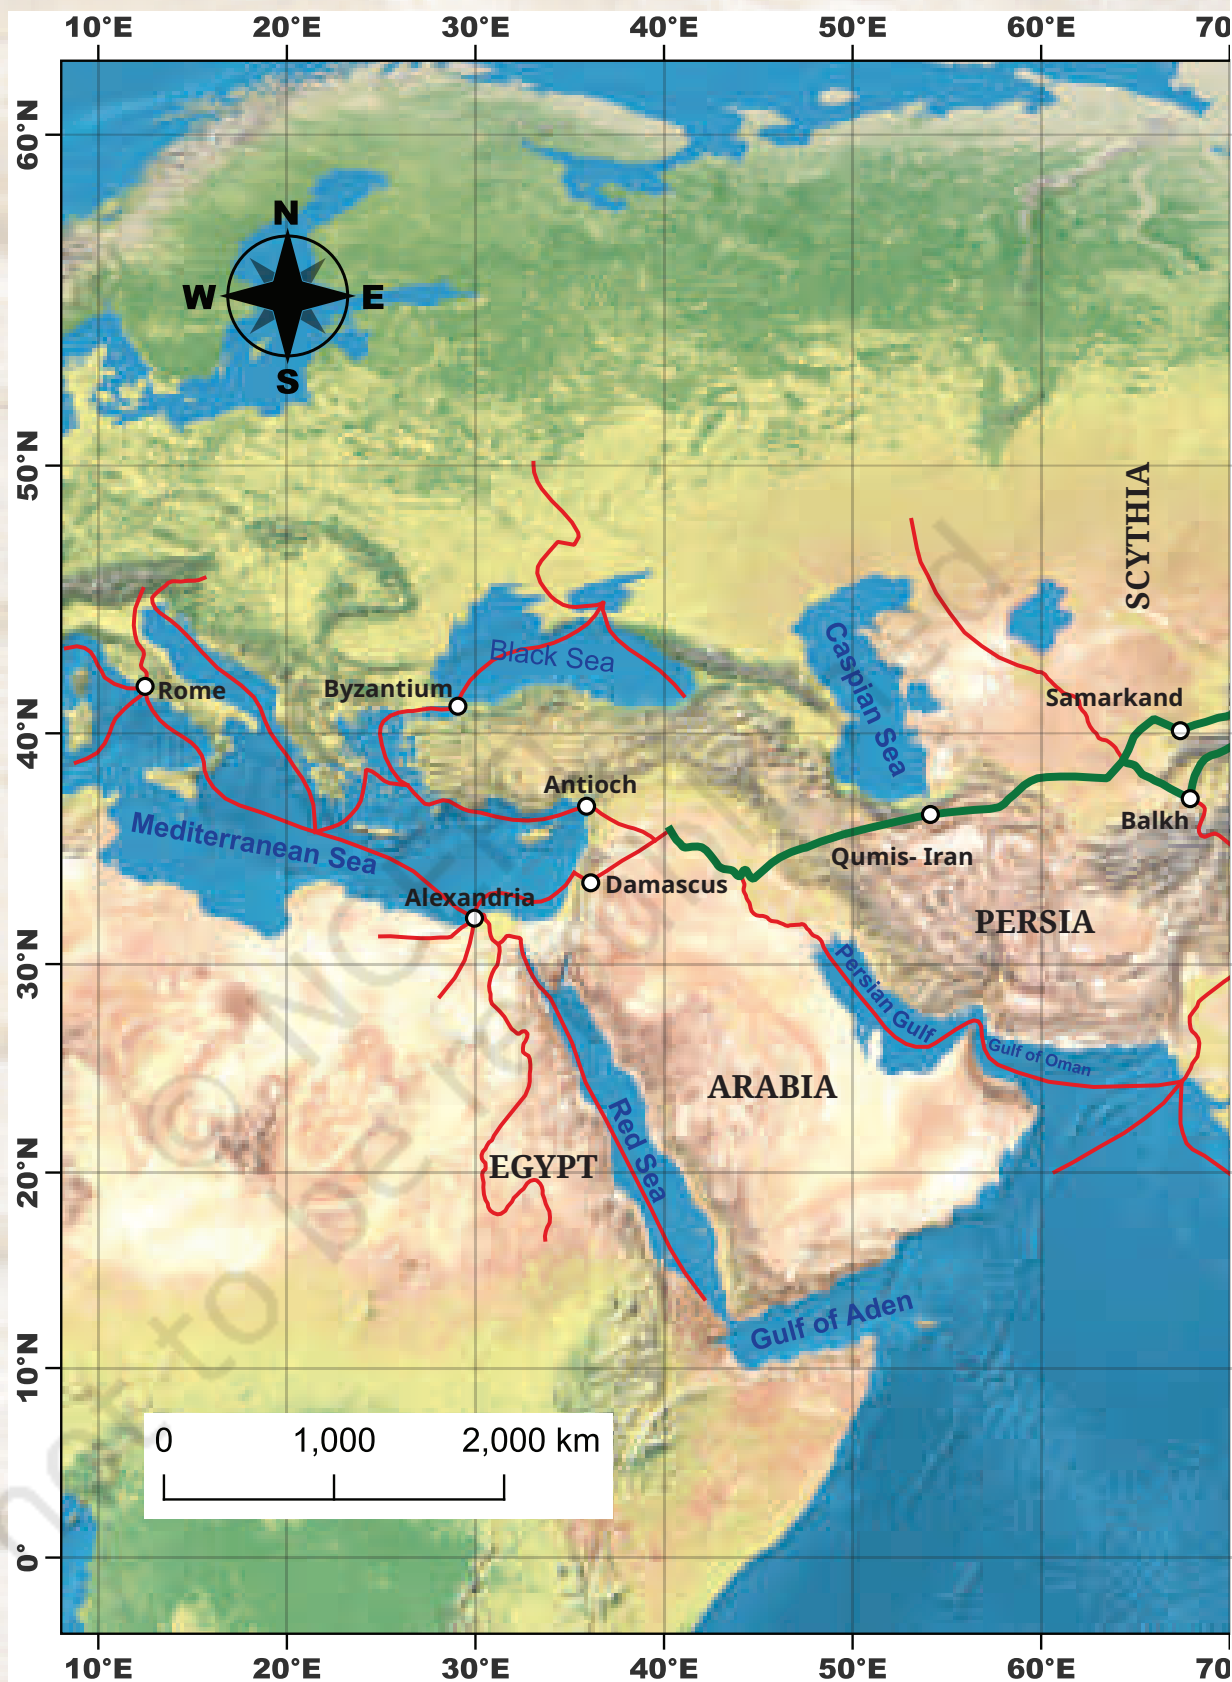 10°E 20°E 30°E 40°E 50°E 60°E 70
60°N
N
W E
S
50°N
SCYTHIA
Black Sea
Caspian Sea
Rome
Byzantium
Samarkand
40°N
Antioch
Balkh
Mediterranean Sea
Qumis- Iran
Damascus
Alexandria
PERSIA
30°N
Persian Gulf
Gulf of Oman
ARABIA
Red Sea
EGYPT
20°N
Gulf of Aden
10°N
0 1,000 2,000 km
0°
10°E 20°E 30°E 40°E 50°E 60°E 70